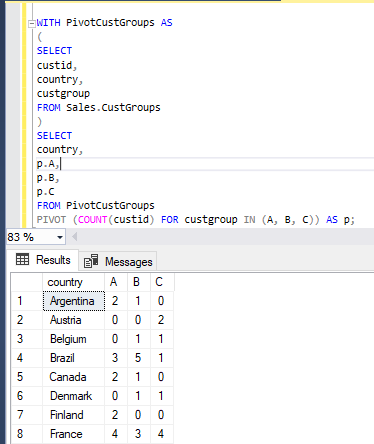 WITH PivotCustGroups AS
(
SELECT
custid,
country,
custgroup
FROM Sales.CustGroups
)
SELECT
country,
p.A,
p.B,
p.C
FROM PivotCustGroups
PIVOT (COUNT(custid) FOR custgroup IN (A, B, C)) AS p;
83 %
Results Messages
country A B C
1 Argentina 2 1 0
2 Austria 0 0 2
3 Belgium 0 1 1
4 Brazil 3 5 1
5 Canada 2 1 0
6 Denmark 0 1 1
7 Finland 2 0 0
8 France 4 3 4